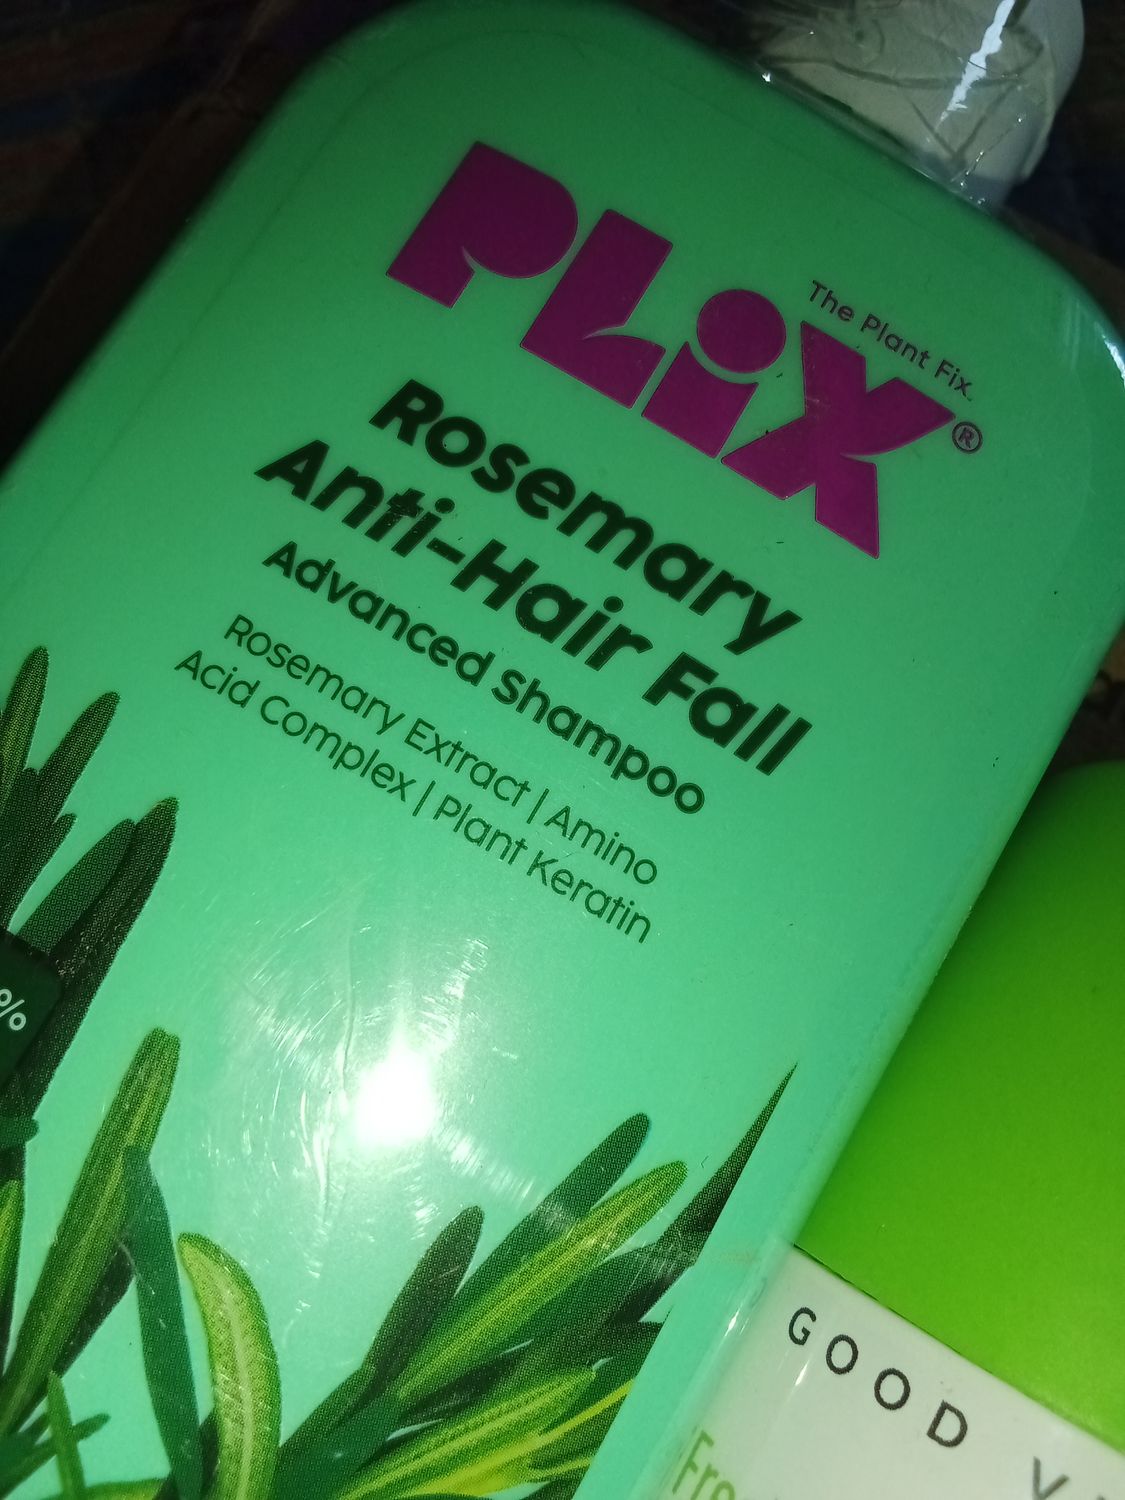 PLiX
The Plant Fix.
®
Rosemary
Anti-Hair Fall
Advanced Shampoo
Rosemary Extract | Amino
Acid Complex | Plant Keratin
%
GOOD